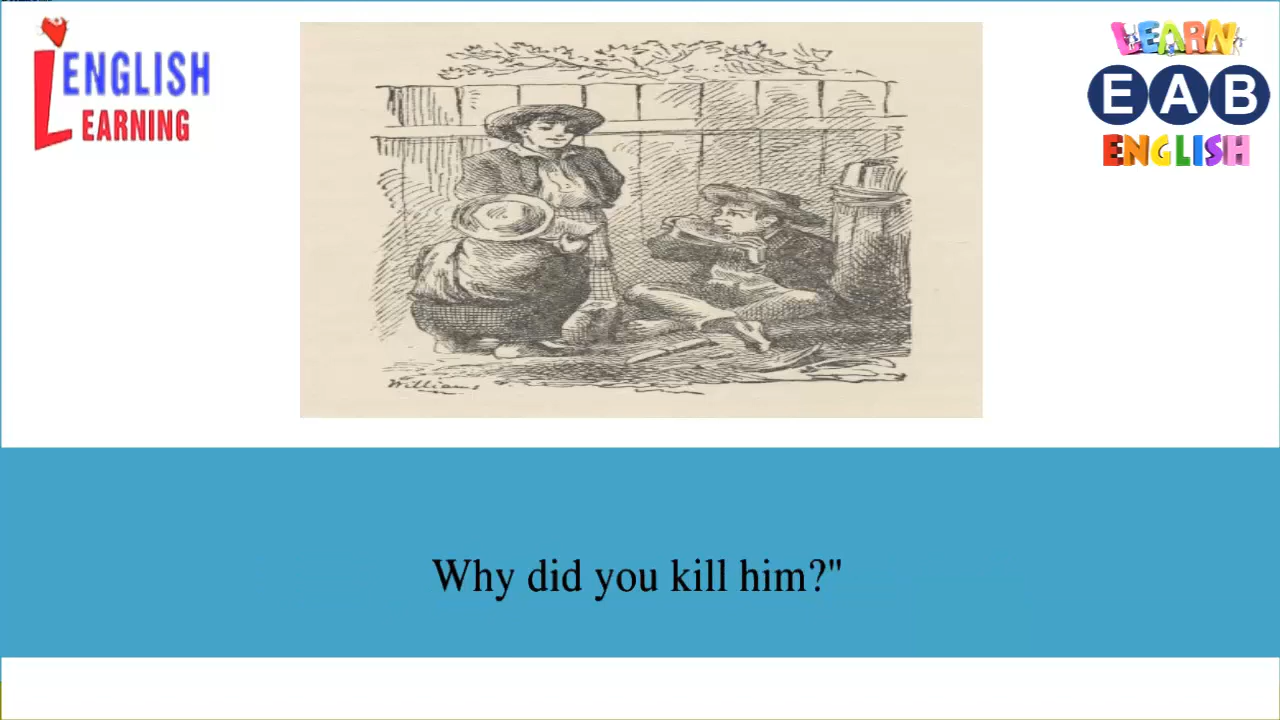 ENGLISH
LEARNING
LEARN
EAB
ENGLISH
Williams
Why did you kill him?"